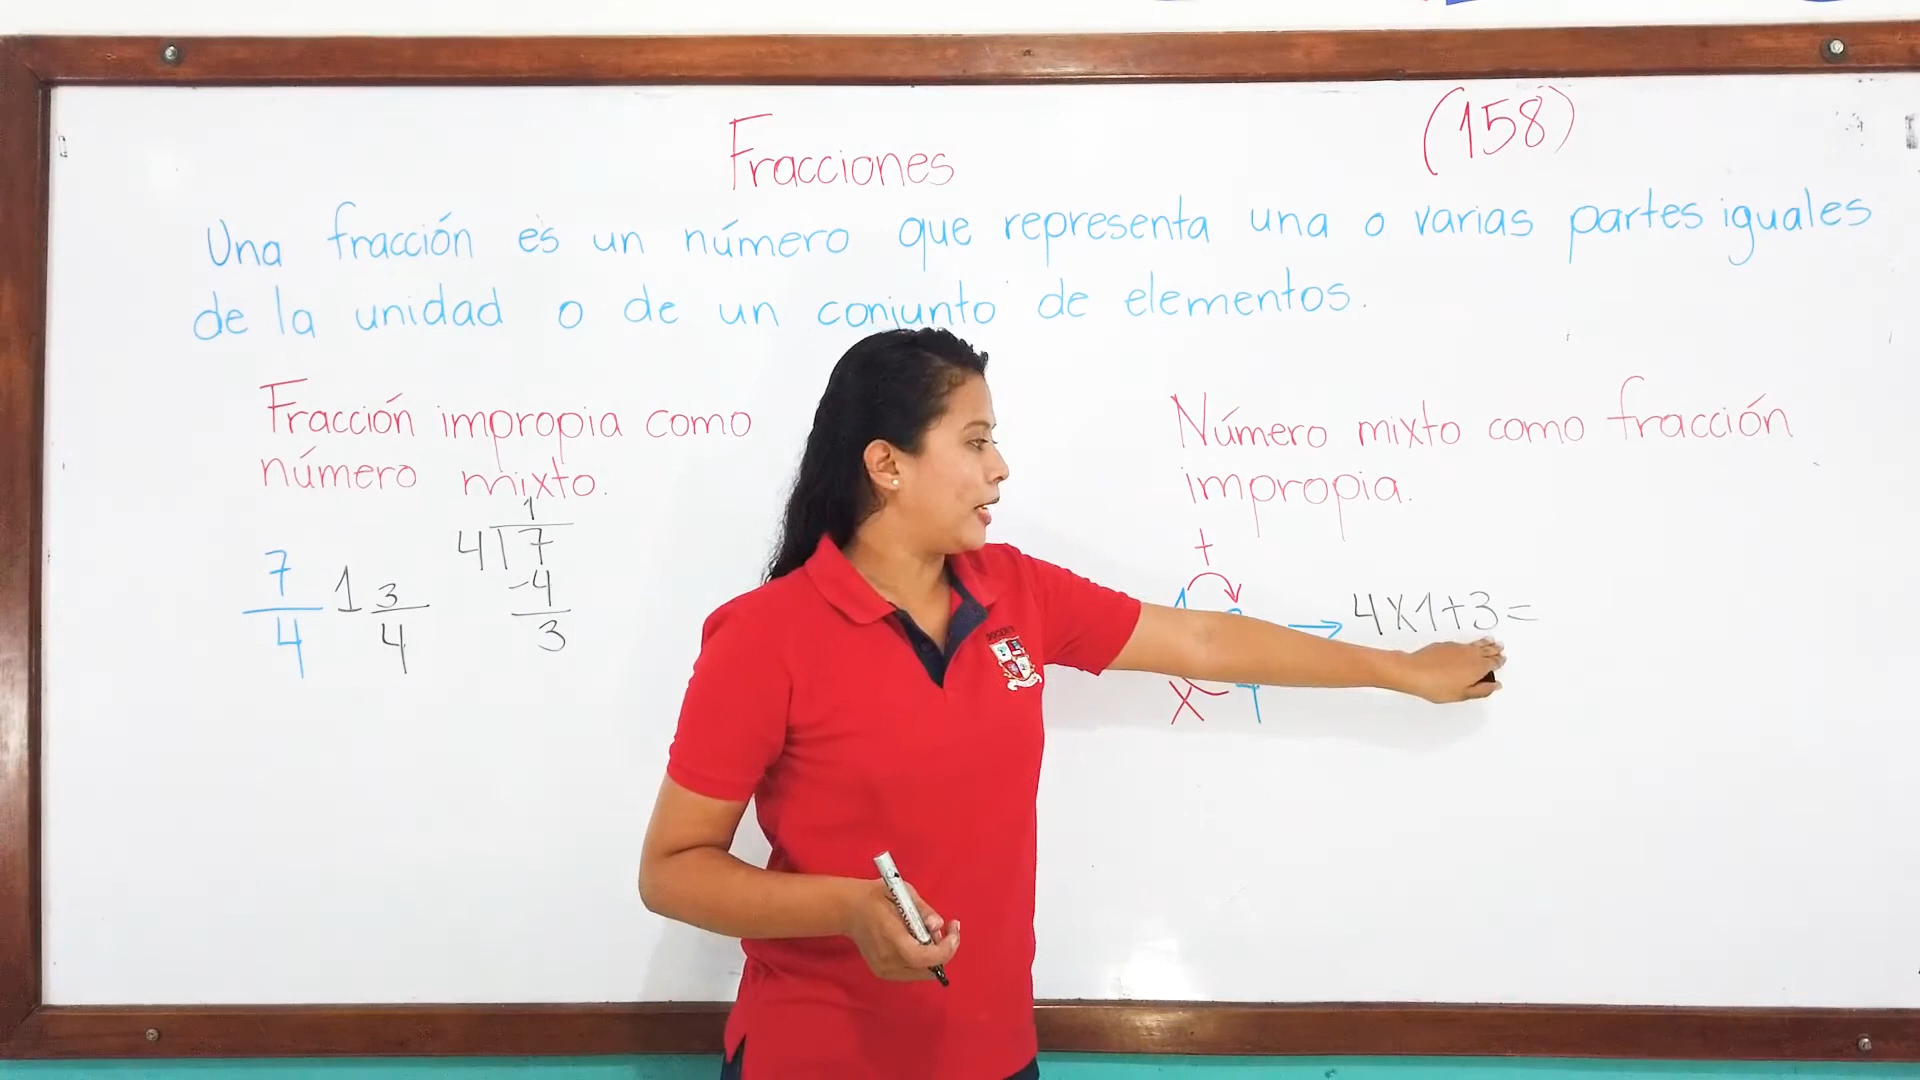 Fracciones
(158)
Una fracción es un número que representa una o varias partes iguales
de la unidad o de un conjunto de elementos.
Fracción impropia como
número mixto.
7
4
1 3
4
1
4 7
-4
3
Número mixto como fracción
impropia.
+
→ 4x1+3=
x
DOCENTE